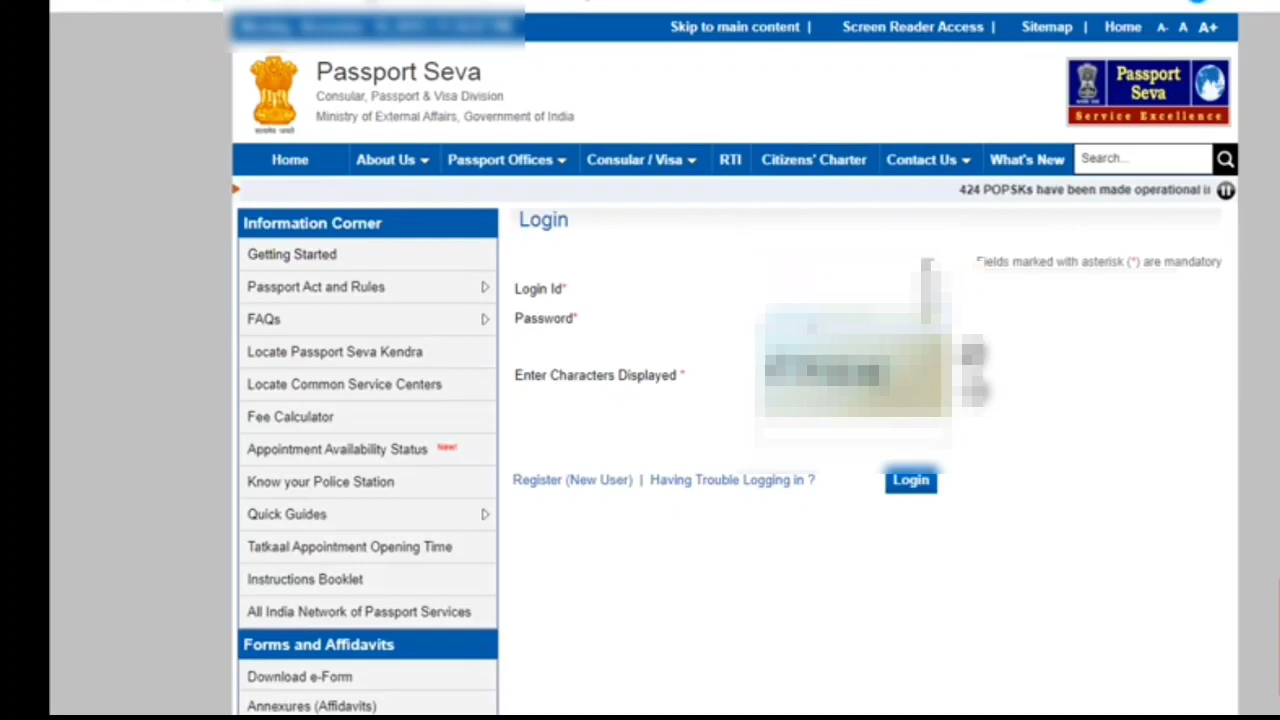 Skip to main content |
Screen Reader Access |
Sitemap |
Home
A- A A+
Passport Seva
Consular, Passport & Visa Division
Ministry of External Affairs, Government of India
सत्यमेव जयते
Passport
Seva
Service Excellence
Home
About Us
Passport Offices
Consular / Visa
RTI
Citizens' Charter
Contact Us
What's New
Search...
424 POPSKs have been made operational
Information Corner
Getting Started
Passport Act and Rules
FAQs
Locate Passport Seva Kendra
Locate Common Service Centers
Fee Calculator
Appointment Availability Status New!
Know your Police Station
Quick Guides
Tatkaal Appointment Opening Time
Instructions Booklet
All India Network of Passport Services
Forms and Affidavits
Download e-Form
Annexures (Affidavits)
Login
Fields marked with asterisk (*) are mandatory
Login Id*
Password*
Enter Characters Displayed *
Register (New User) | Having Trouble Logging in ?
Login